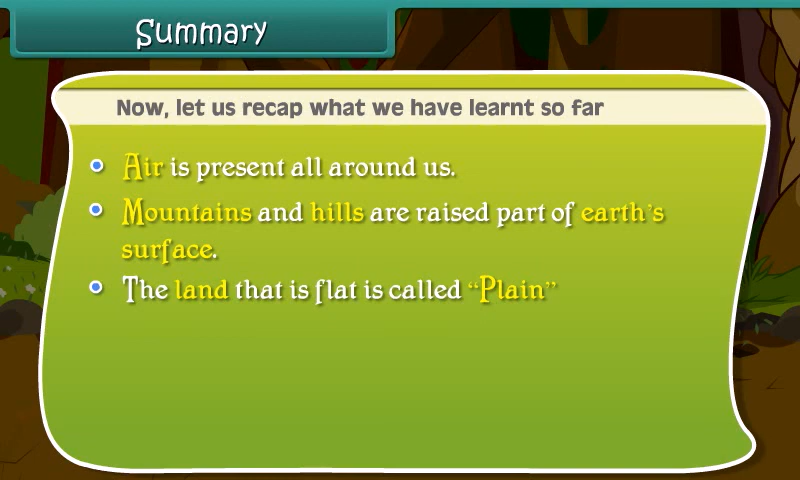 Summary
Now, let us recap what we have learnt so far
Air is present all around us.
Mountains and hills are raised part of earth's
surface.
The land that is flat is called “Plain”